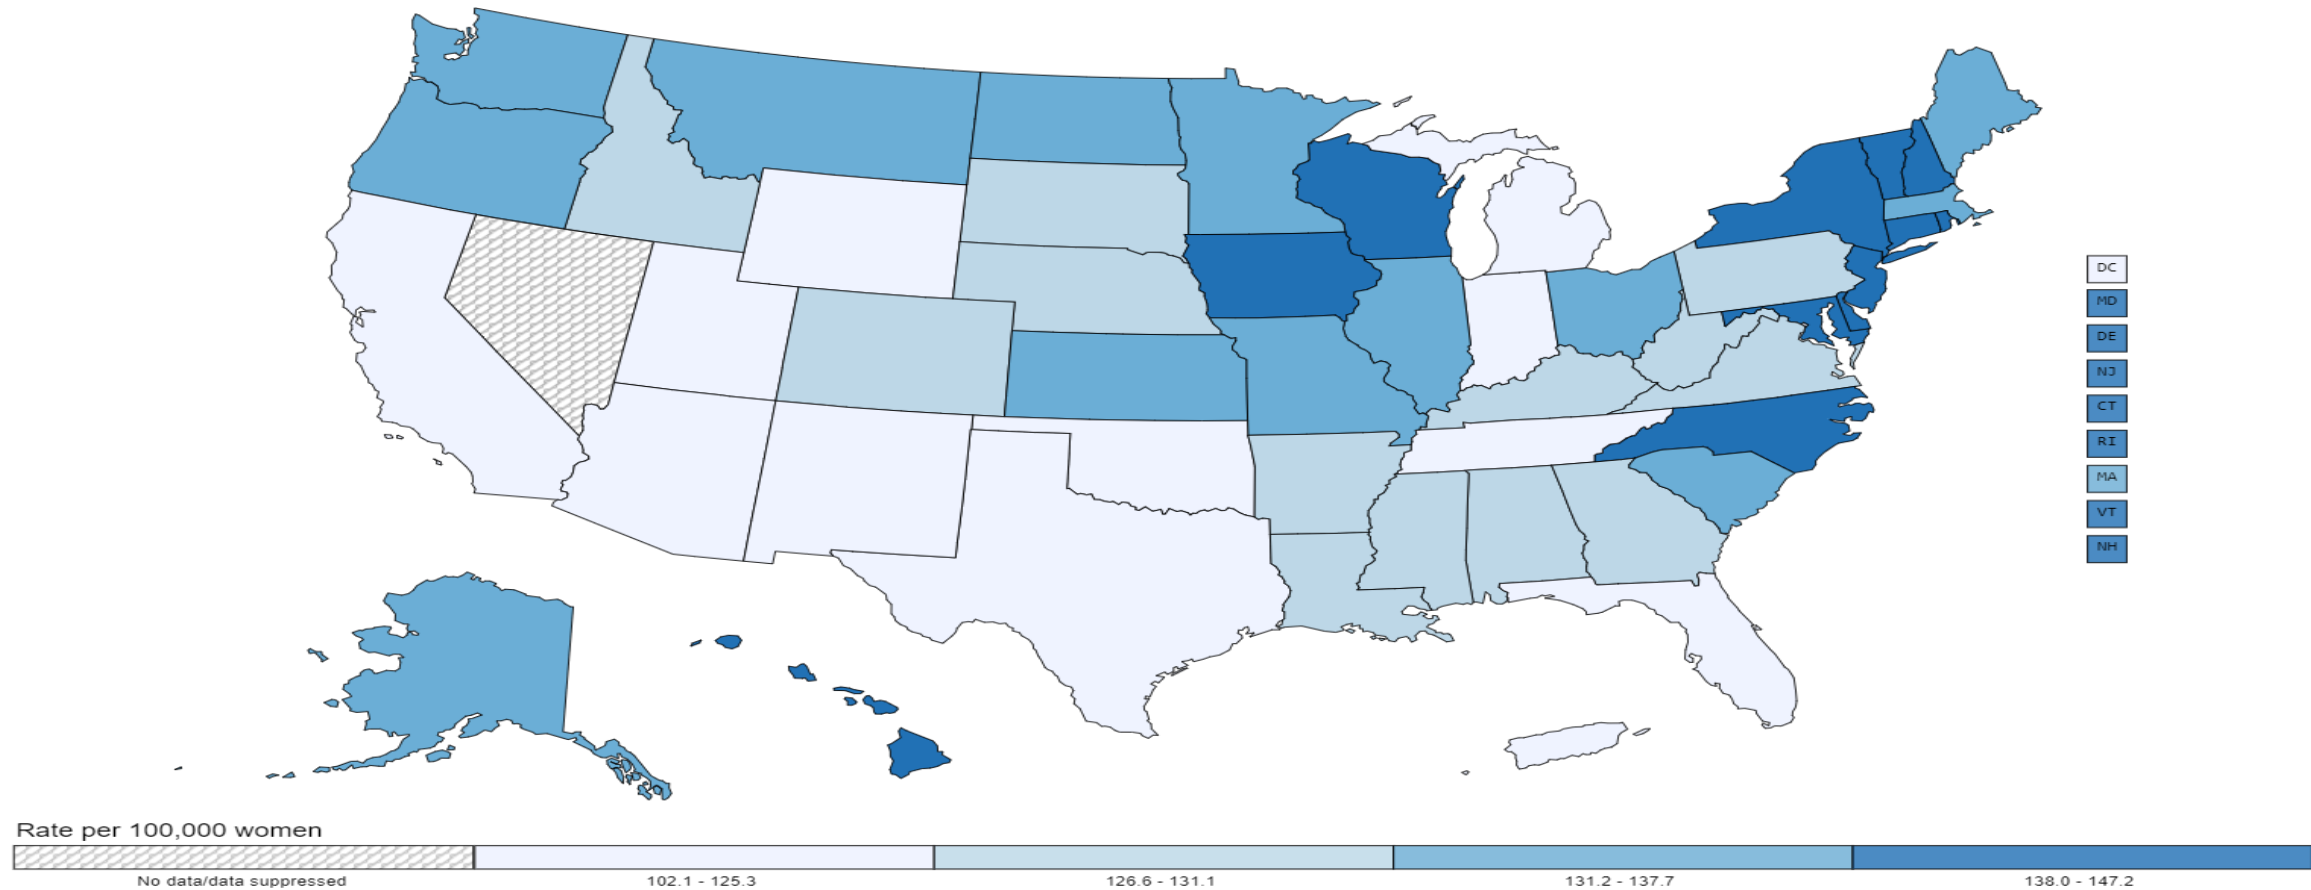 DC
MD
DE
NJ
CT
RI
MA
VT
NH
Rate per 100,000 women
No data/data suppressed
102.1 - 125.3
126.6 - 131.1
131.2 - 137.7
138.0 - 147.2